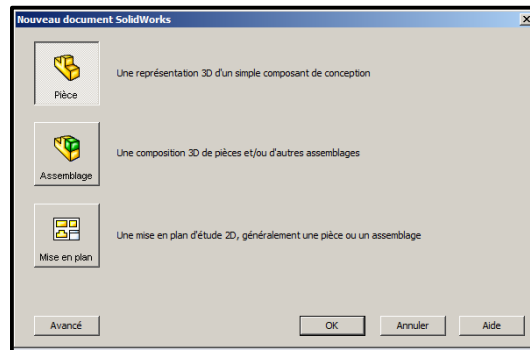 Nouveau document SolidWorks
Pièce
Une représentation 3D d'un simple composant de conception
Assemblage
Une composition 3D de pièces et/ou d'autres assemblages
Mise en plan
Une mise en plan d'étude 2D, généralement une pièce ou un assemblage
Avancé OK Annuler Aide